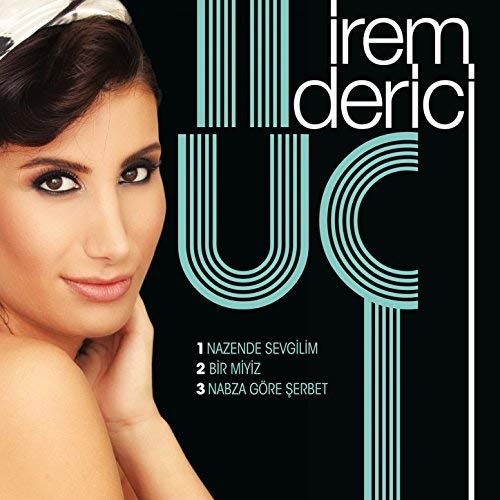 irem
derici
ÜÇ
1 NAZENDE SEVGİLİM
2 BİR MİYİZ
3 NABZA GÖRE ŞERBET